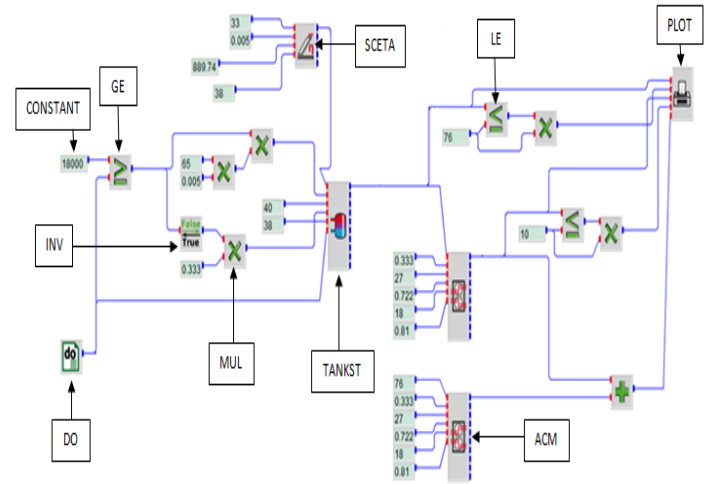 33
0.005
889.74
38
SCETA
LE
PLOT
CONSTANT
GE
18000
65
0.005
76
40
38
INV
False
True
0.333
10
MUL
TANKST
0.333
27
0.722
18
0.81
do
DO
76
0.333
27
0.722
18
0.81
ACM